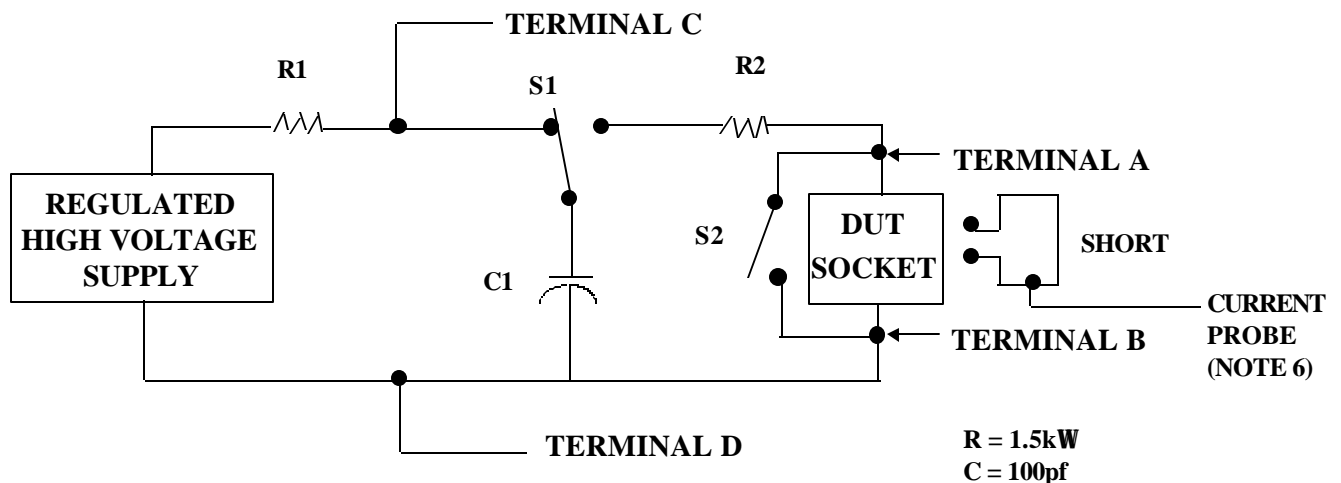 TERMINAL C
R1
S1
R2
TERMINAL A
REGULATED
HIGH VOLTAGE
SUPPLY
S2
DUT
SOCKET
SHORT
C1
CURRENT
PROBE
(NOTE 6)
TERMINAL B
TERMINAL D
R = 1.5kW
C = 100pf